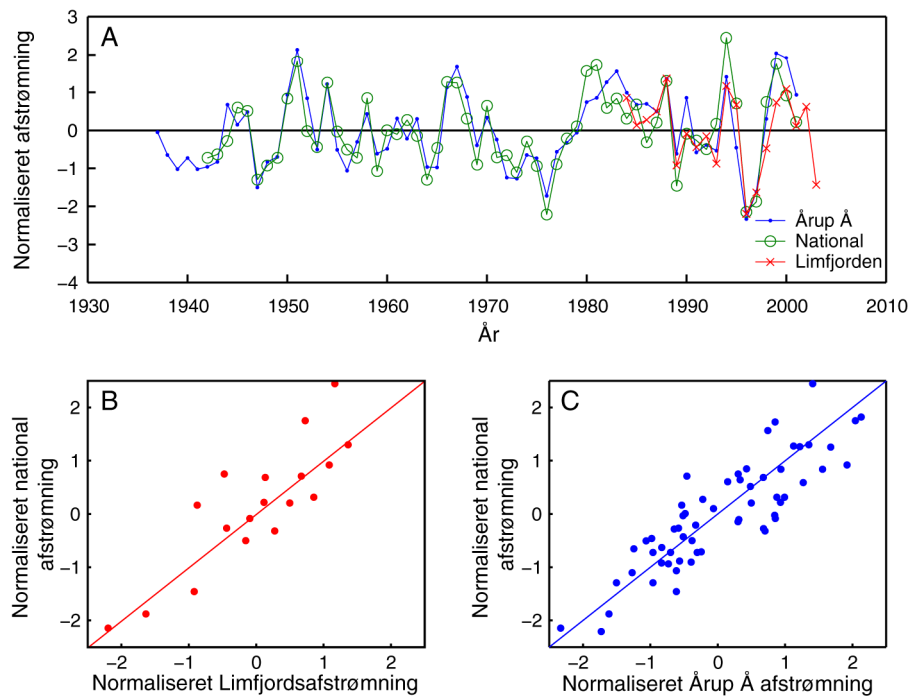 A
Normaliseret afstrømning
3
2
1
0
−1
−2
−3
−4
1930 1940 1950 1960 1970 1980 1990 2000 2010
År
Årup Å
National
Limfjorden
B
Normaliseret national
afstrømning
2
1
0
−1
−2
−2 −1 0 1 2
Normaliseret Limfjordsafstrømning
C
Normaliseret national
afstrømning
2
1
0
−1
−2
−2 −1 0 1 2
Normaliseret Årup Å afstrømning